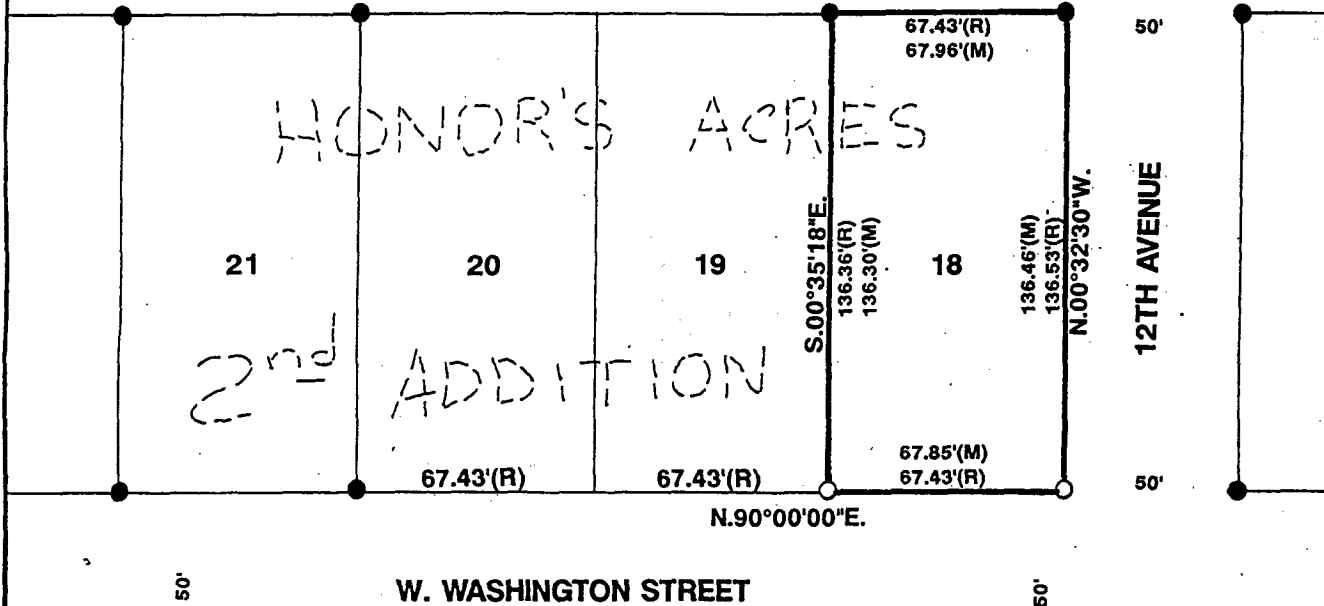 67.43'(R)
67.96'(M)
50'
HONOR'S ACRES
S.00°35'18"E.
136.36'(R)
136.30'(M)
136.46'(M)
136.53'(R)
N.00°32'30"W.
12TH AVENUE
21
20
19
18
2nd ADDITION
67.43'(R)
67.43'(R)
67.85'(M)
67.43'(R)
50'
N.90°00'00"E.
50'
W. WASHINGTON STREET
50'